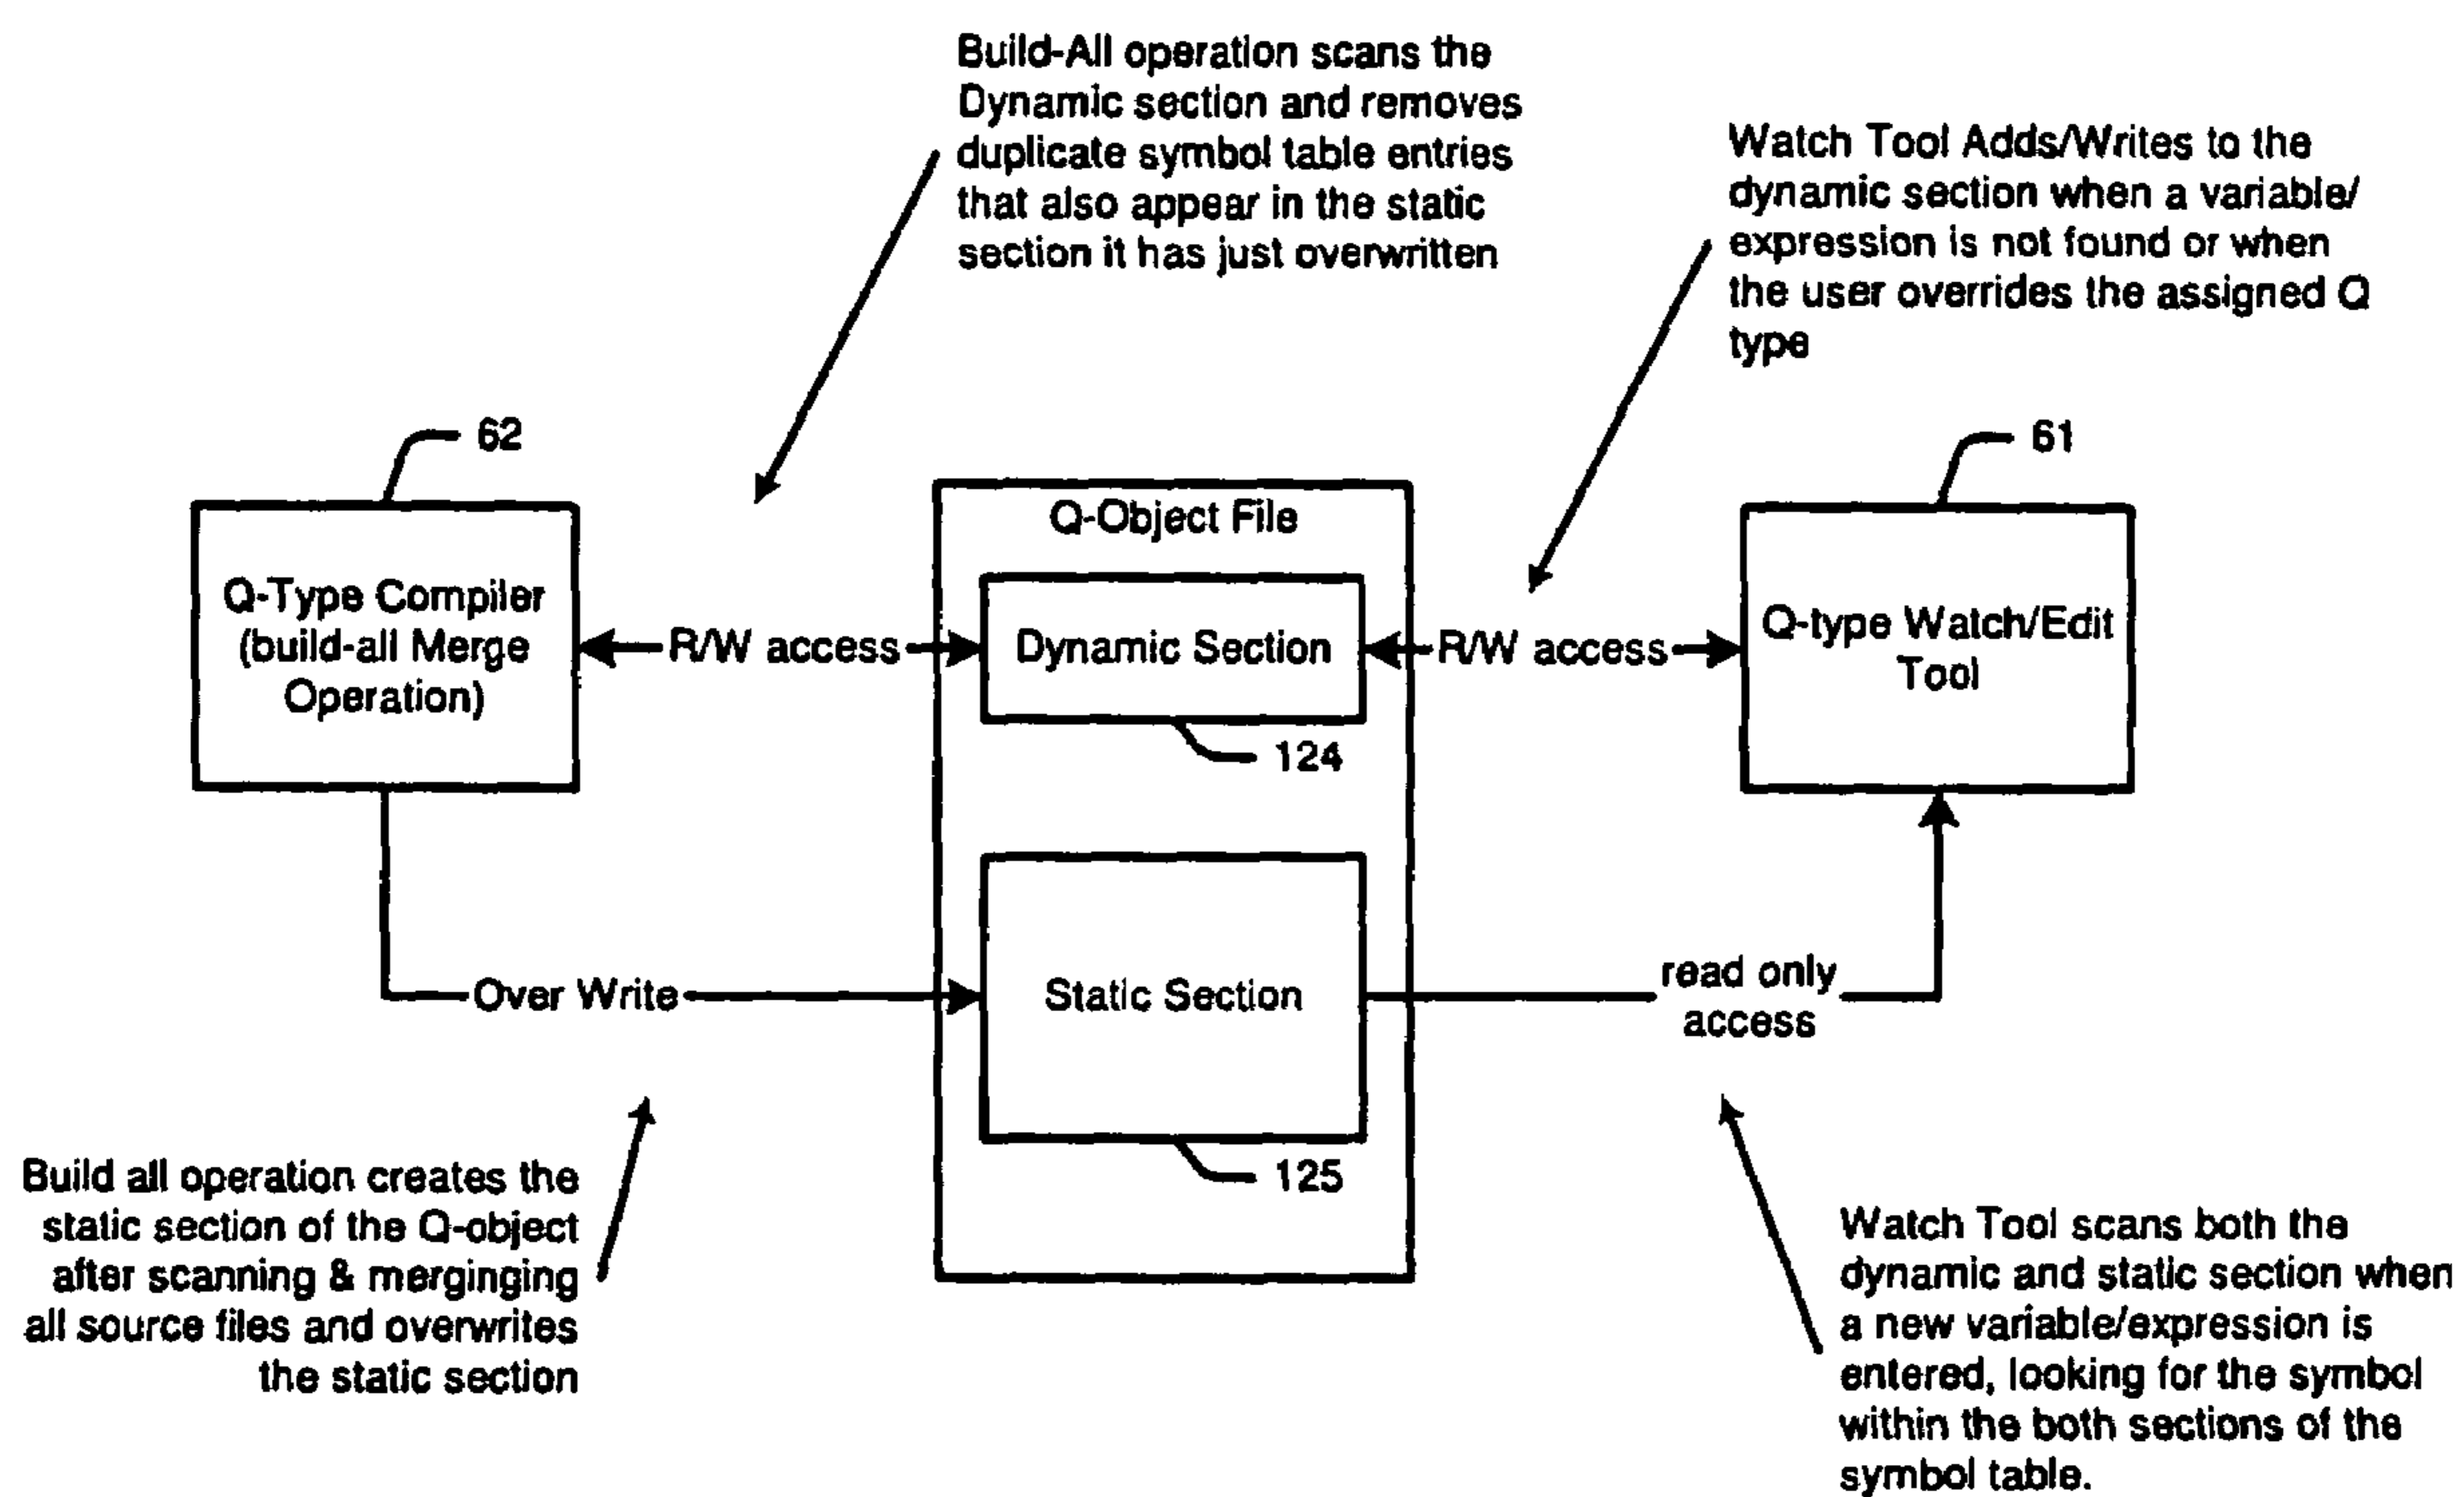 Build-All operation scans the
Dynamic section and removes
duplicate symbol table entries
that also appear in the static
section it has just overwritten
Watch Tool Adds/Writes to the
dynamic section when a variable/
expression is not found or when
the user overrides the assigned Q
type
62
61
Q-Type Compiler
(build-all Merge
Operation)
R/W access
Q-Object File
Dynamic Section
124
R/W access
Q-type Watch/Edit
Tool
Over Write
Static Section
125
read only
access
Build all operation creates the
static section of the Q-object
after scanning & merginging
all source files and overwrites
the static section
Watch Tool scans both the
dynamic and static section when
a new variable/expression is
entered, looking for the symbol
within the both sections of the
symbol table.